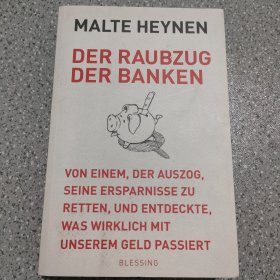 MALTE HEYNEN
DER RAUBZUG
DER BANKEN
VON EINEM, DER AUSZOG,
SEINE ERSPARNISSE ZU
RETTEN, UND ENTDECKTE,
WAS WIRKLICH MIT
UNSEREM GELD PASSIERT
BLESSING